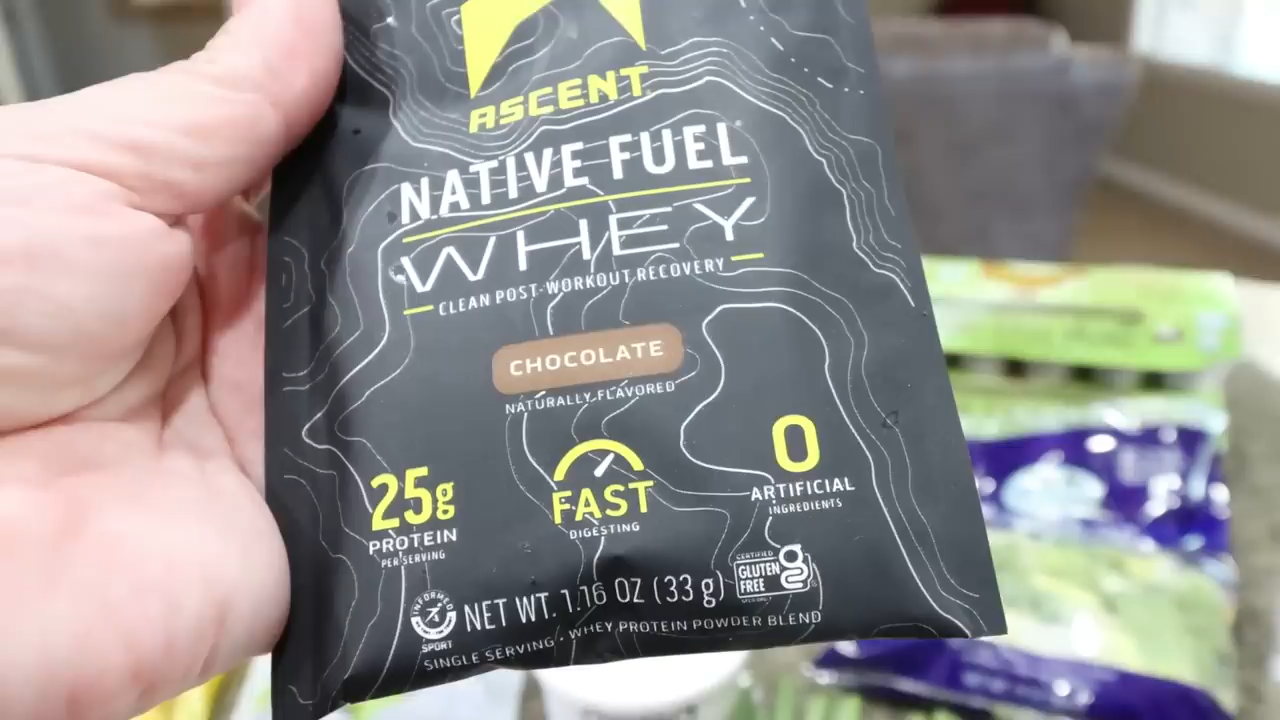 ASCENT
NATIVE FUEL
WHEY
CLEAN POST-WORKOUT RECOVERY
CHOCOLATE
NATURALLY FLAVORED
25g
PROTEIN
PER SERVING
FAST
DIGESTING
0
ARTIFICIAL
INGREDIENTS
INFORMED
SPORT
NET WT. 1.16 OZ (33 g)
CERTIFIED
GLUTEN
FREE
SINGLE SERVING • WHEY PROTEIN POWDER BLEND